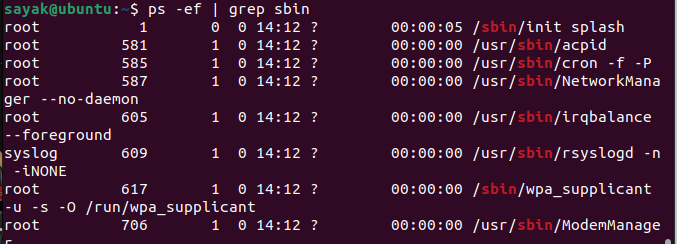 sayak@ubuntu:~$ ps -ef | grep sbin
root           1       0  0 14:12 ?        00:00:05 /sbin/init splash
root         581       1  0 14:12 ?        00:00:00 /usr/sbin/acpid
root         585       1  0 14:12 ?        00:00:00 /usr/sbin/cron -f -P
root         587       1  0 14:12 ?        00:00:00 /usr/sbin/NetworkMana
ger --no-daemon
root         605       1  0 14:12 ?        00:00:00 /usr/sbin/irqbalance
--foreground
syslog       609       1  0 14:12 ?        00:00:00 /usr/sbin/rsyslogd -n
 -iNONE
root         617       1  0 14:12 ?        00:00:00 /sbin/wpa_supplicant
-u -s -O /run/wpa_supplicant
root         706       1  0 14:12 ?        00:00:00 /usr/sbin/ModemManage
r